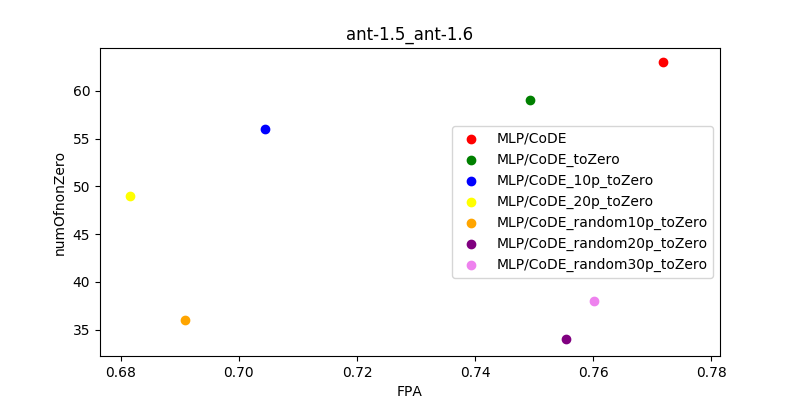 ant-1.5_ant-1.6
numOfnonZero
60
55
50
45
40
35
MLP/CoDE
MLP/CoDE_toZero
MLP/CoDE_10p_toZero
MLP/CoDE_20p_toZero
MLP/CoDE_random10p_toZero
MLP/CoDE_random20p_toZero
MLP/CoDE_random30p_toZero
0.68 0.70 0.72 0.74 0.76 0.78
FPA